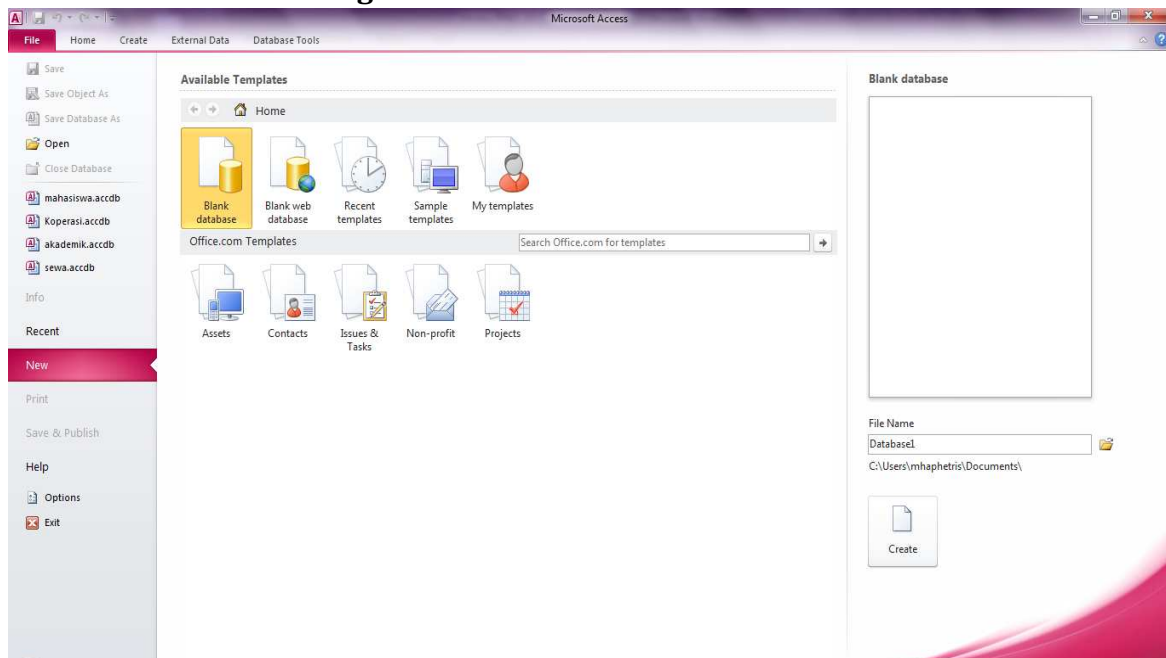 Microsoft Access
File Home Create External Data Database Tools
Save
Save Object As
Save Database As
Open
Close Database
mahasiswa.accdb
Koperasi.accdb
akademik.accdb
sewa.accdb
Info
Recent
New
Print
Save & Publish
Help
Options
Exit
Available Templates
Home
Blank database
Blank web database
Recent templates
Sample templates
My templates
Office.com Templates
Search Office.com for templates
Assets
Contacts
Issues & Tasks
Non-profit
Projects
Blank database
File Name
Database1
C:\Users\mhaphetris\Documents\
Create